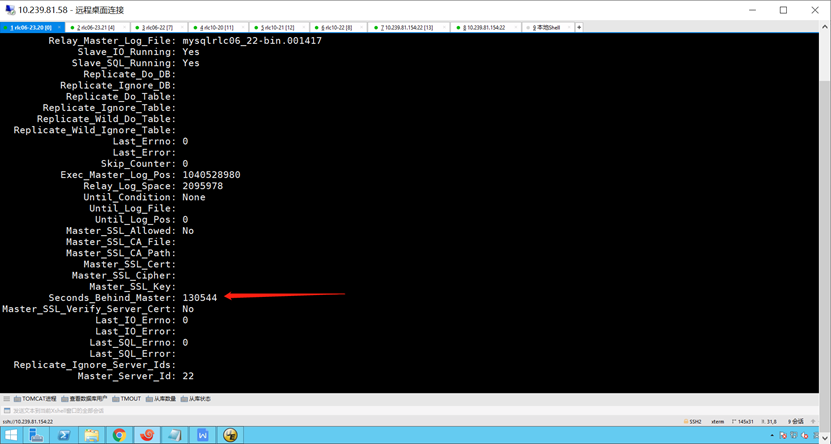 10.239.81.58 - 远程桌面连接
1 rlc06-23.20 [0] 2 rlc06-23.21 [4] 3 rlc06-22 [7] 4 rlc10-20 [11] 5 rlc10-21 [12] 6 rlc10-22 [8] 7 10.239.81.154:22 [13] 8 10.239.81.154:22 9 本地Shell +
Relay_Master_Log_File: mysqlrlc06_22-bin.001417
Slave_IO_Running: Yes
Slave_SQL_Running: Yes
Replicate_Do_DB:
Replicate_Ignore_DB:
Replicate_Do_Table:
Replicate_Ignore_Table:
Replicate_Wild_Do_Table:
Replicate_Wild_Ignore_Table:
Last_Errno: 0
Last_Error:
Skip_Counter: 0
Exec_Master_Log_Pos: 1040528980
Relay_Log_Space: 2095978
Until_Condition: None
Until_Log_File:
Until_Log_Pos: 0
Master_SSL_Allowed: No
Master_SSL_CA_File:
Master_SSL_CA_Path:
Master_SSL_Cert:
Master_SSL_Cipher:
Master_SSL_Key:
Seconds_Behind_Master: 130544
Master_SSL_Verify_Server_Cert: No
Last_IO_Errno: 0
Last_IO_Error:
Last_SQL_Errno: 0
Last_SQL_Error:
Replicate_Ignore_Server_Ids:
Master_Server_Id: 22
TOMCAT进程 查看数据库用户 TMOUT 从库数量 从库状态
发送文本到当前Xshell窗口的全部会话
ssh://10.239.81.154:22 SSH2 xterm 145x31 31,8 9 会话